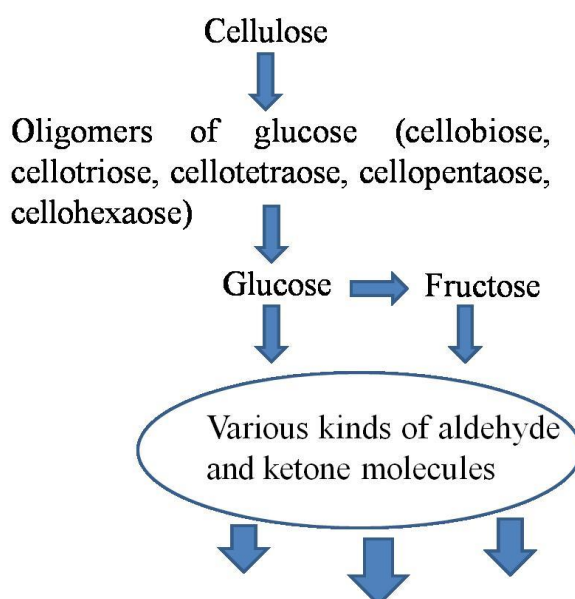 Cellulose
Oligomers of glucose (cellobiose,
cellotriose, cellotetraose, cellopentaose,
cellohexaose)
Glucose Fructose
Various kinds of aldehyde
and ketone molecules